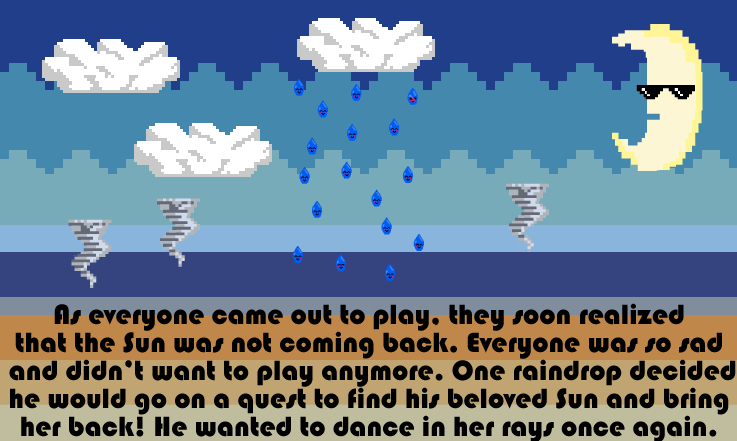 As everyone came out to play, they soon realized
that the Sun was not coming back. Everyone was so sad
and didn't want to play anymore. One raindrop decided
he would go on a quest to find his beloved Sun and bring
her back! He wanted to dance in her rays once again.